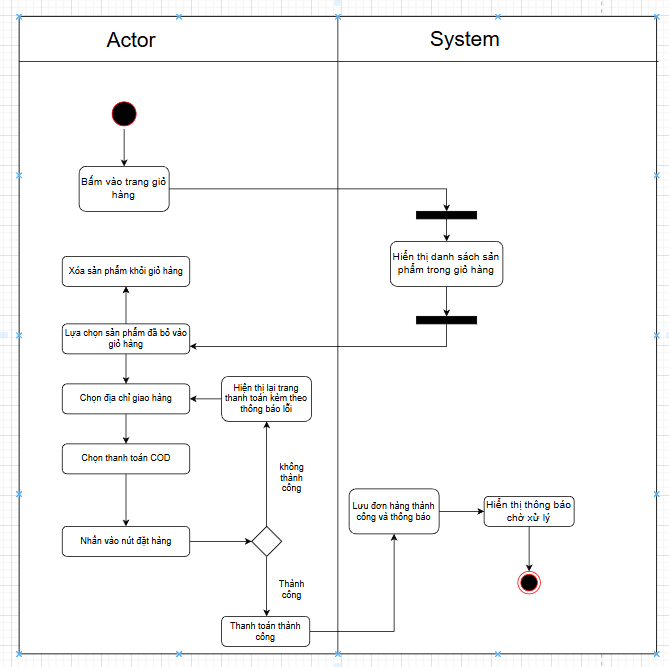 Actor
System
Bấm vào trang giỏ
hàng
Hiển thị danh sách sản
phẩm trong giỏ hàng
Xóa sản phẩm khỏi giỏ hàng
Lựa chọn sản phẩm đã bỏ vào
giỏ hàng
Hiện thị lại trang
thanh toán kèm theo
thông báo lỗi
Chọn địa chỉ giao hàng
Chọn thanh toán COD
không
thành
công
Lưu đơn hàng thành
công và thông báo
Hiển thị thông báo
chờ xử lý
Nhấn vào nút đặt hàng
Thành
công
Thanh toán thành
công